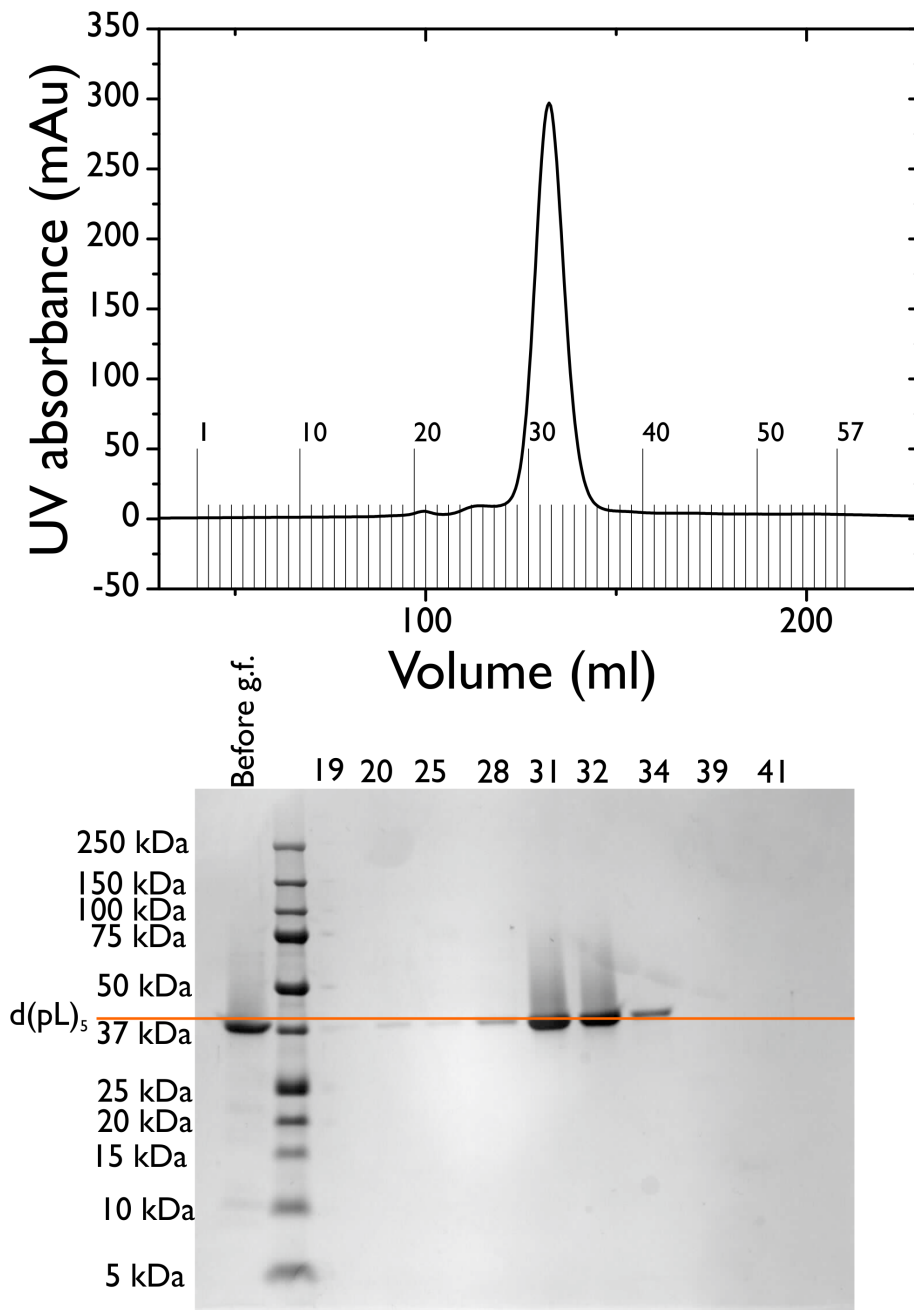 350
300
250
200
150
100
50
0
-50
UV absorbance (mAu)
1 10 20 30 40 50 57
100 200
Volume (ml)
Before g.f.
19 20 25 28 31 32 34 39 41
250 kDa
150 kDa
100 kDa
75 kDa
50 kDa
d(pL)₅
37 kDa
25 kDa
20 kDa
15 kDa
10 kDa
5 kDa